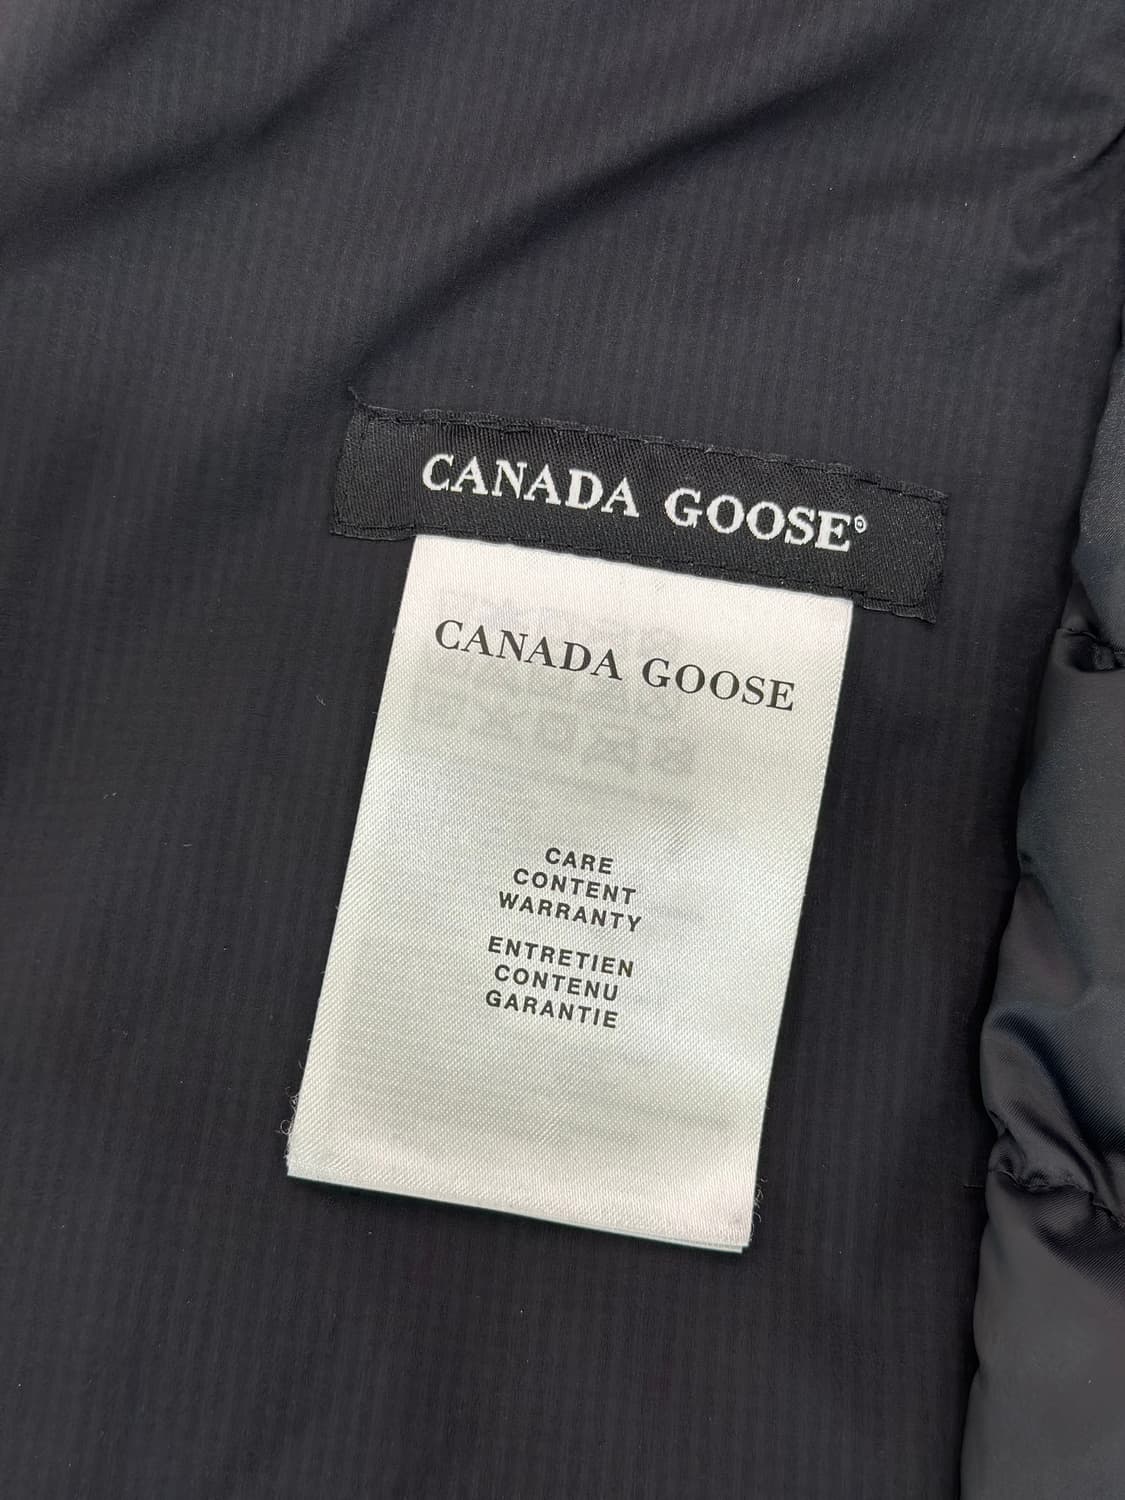 CANADA GOOSE®
CANADA GOOSE
CARE
CONTENT
WARRANTY
ENTRETIEN
CONTENU
GARANTIE